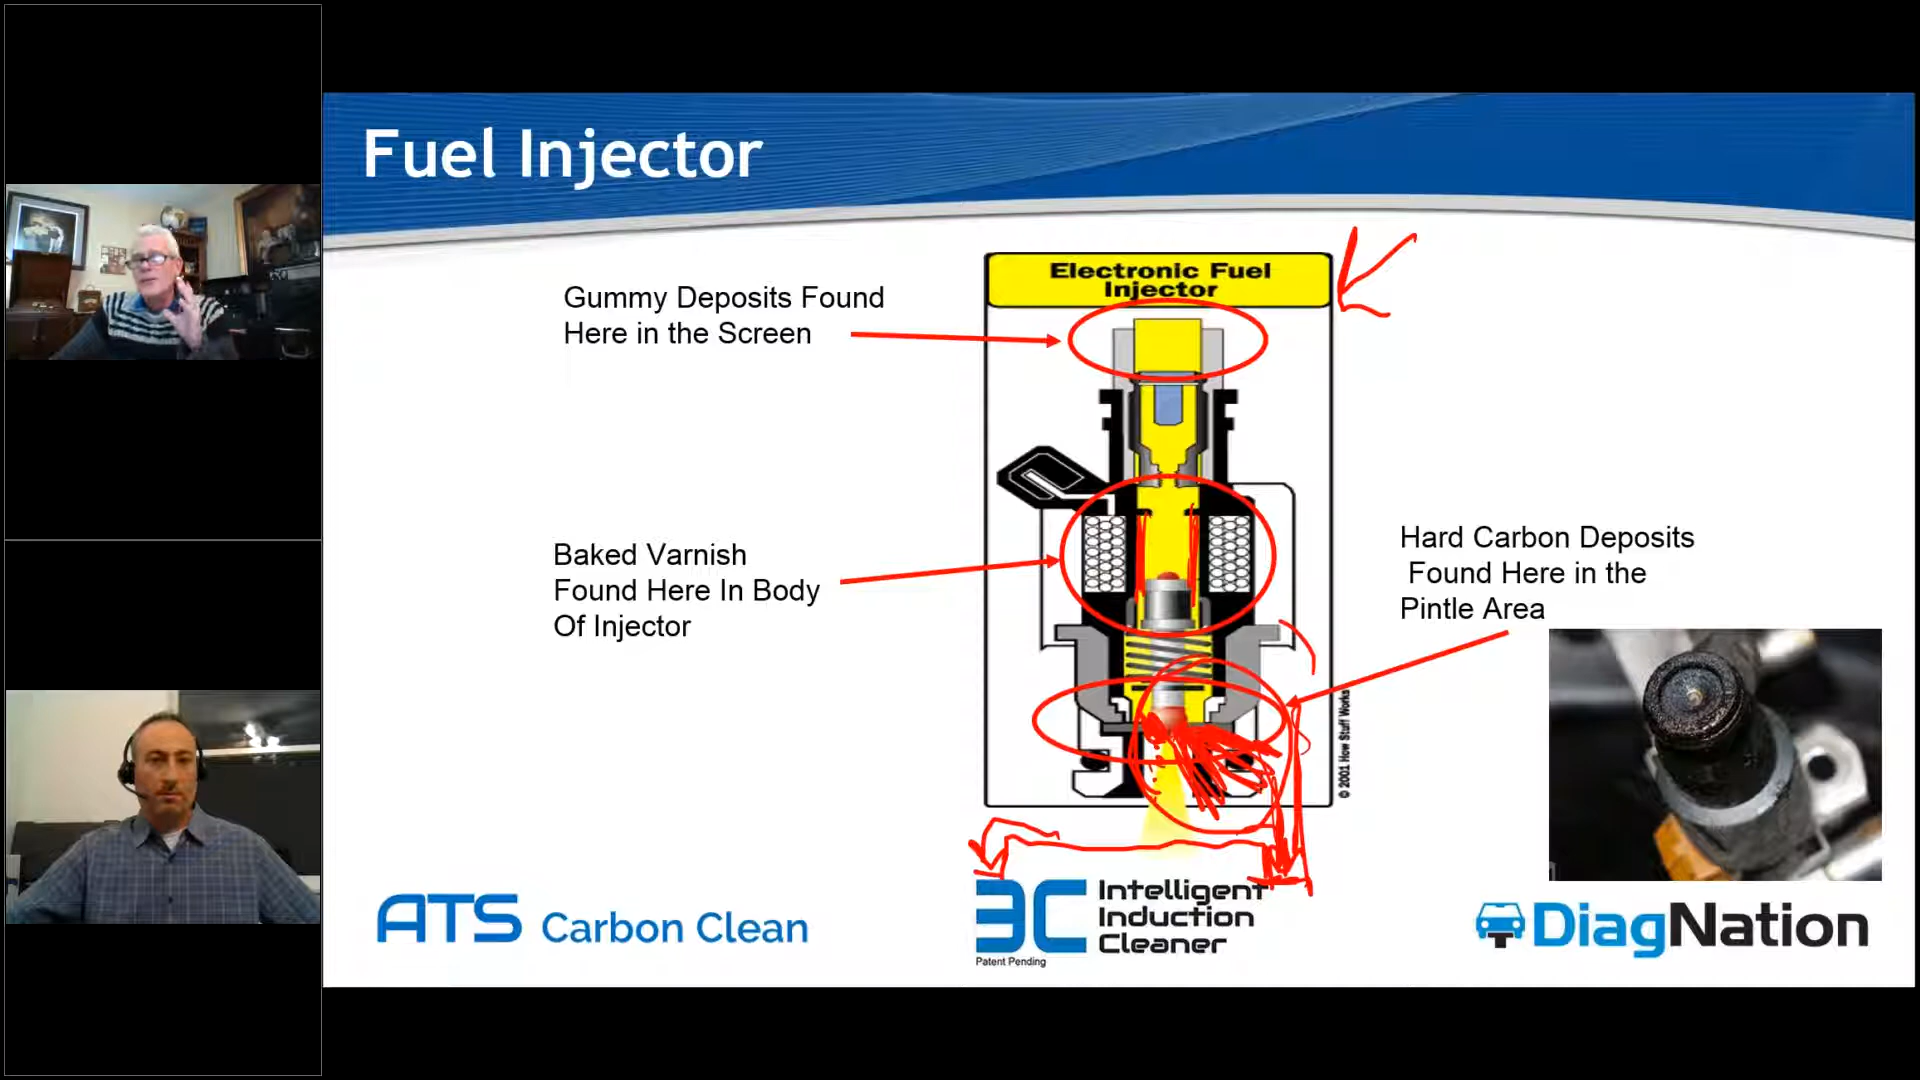 Fuel Injector
Electronic Fuel
Injector
Gummy Deposits Found
Here in the Screen
Baked Varnish
Found Here In Body
Of Injector
Hard Carbon Deposits
Found Here in the
Pintle Area
© 2001 How Stuff Works
ATS Carbon Clean
3C Intelligent
Induction
Cleaner
Patent Pending
DiagNation